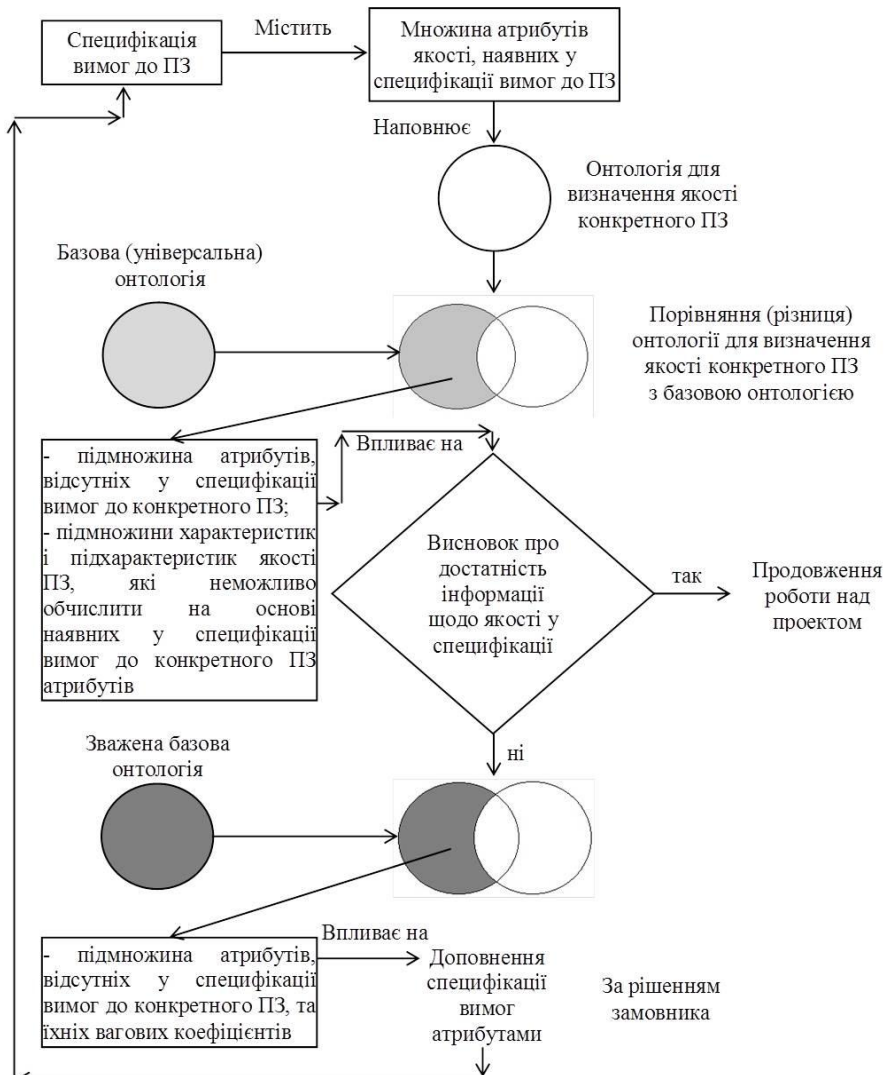 Специфікація
вимог до ПЗ
Містить
Множина атрибутів
якості, наявних у
специфікації вимог до ПЗ
Наповнює
Онтологія для
визначення якості
конкретного ПЗ
Базова (універсальна)
онтологія
Порівняння (різниця)
онтології для визначення
якості конкретного ПЗ
з базовою онтологією
- підмножина атрибутів,
відсутніх у специфікації
вимог до конкретного ПЗ;
- підмножини характеристик
і підхарактеристик якості
ПЗ, які неможливо
обчислити на основі
наявних у специфікації
вимог до конкретного ПЗ
атрибутів
Впливає на
Висновок про
достатність
інформації
щодо якості у
специфікації
так
Продовження
роботи над
проектом
ні
Зважена базова
онтологія
- підмножина атрибутів,
відсутніх у специфікації
вимог до конкретного ПЗ, та
їхніх вагових коефіцієнтів
Впливає на
Доповнення
специфікації
вимог
атрибутами
За рішенням
замовника